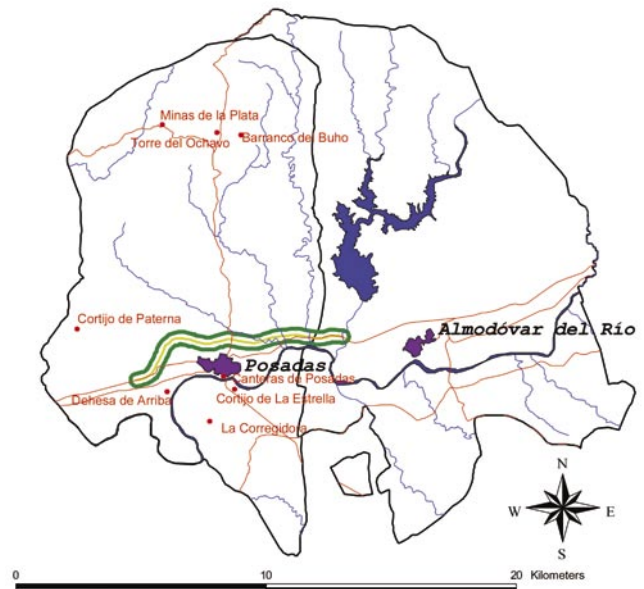 Minas de la Plata
Torre del Ochavo
Barranco del Buho
Cortijo de Paterna
Almodóvar del Río
Posadas
Canteras de Posadas
Dehesa de Arriba
Cortijo de La Estrella
La Corregidora
N
W
E
S
0
10
20
Kilometers